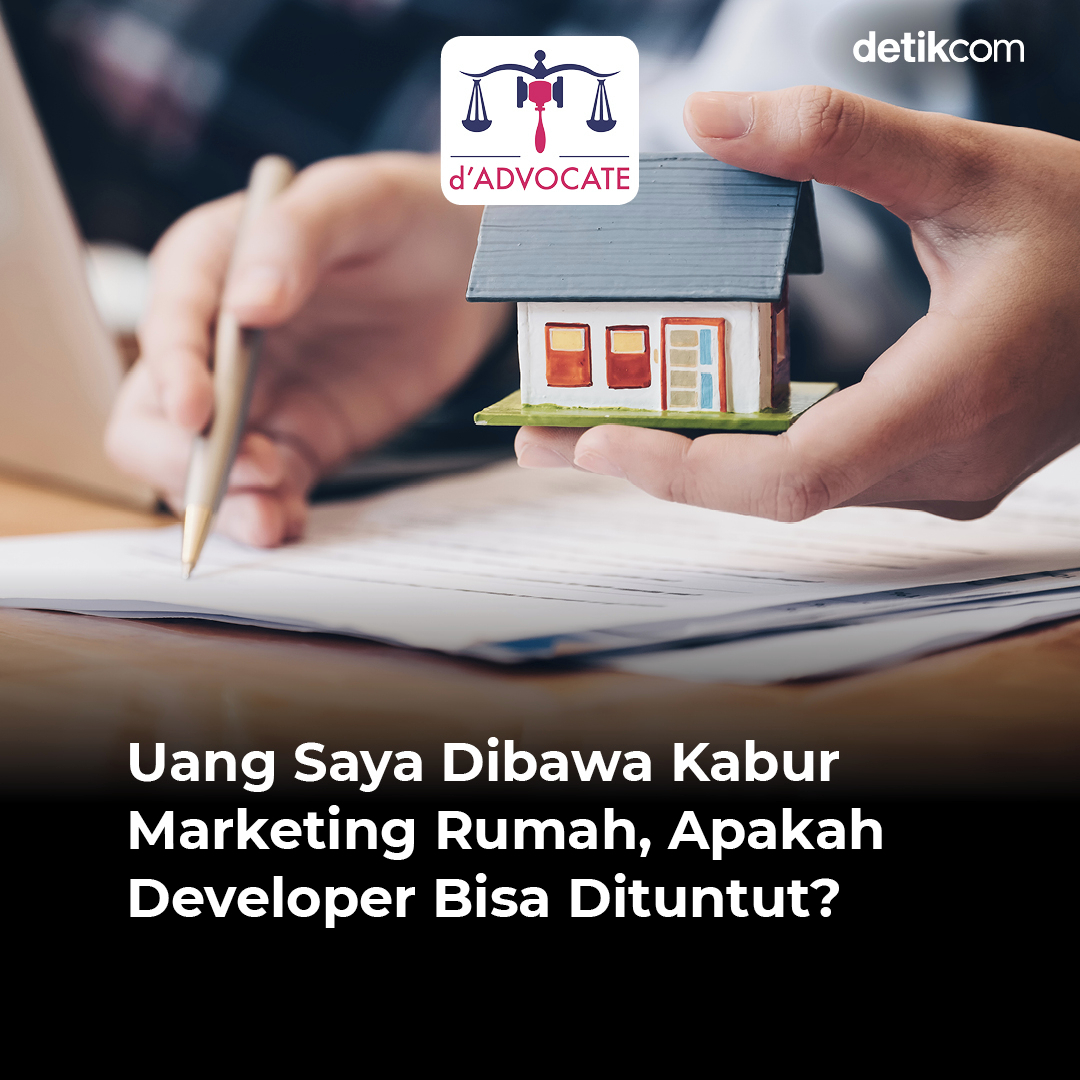 detikcom
d'ADVOCATE
Uang Saya Dibawa Kabur
Marketing Rumah, Apakah
Developer Bisa Dituntut?